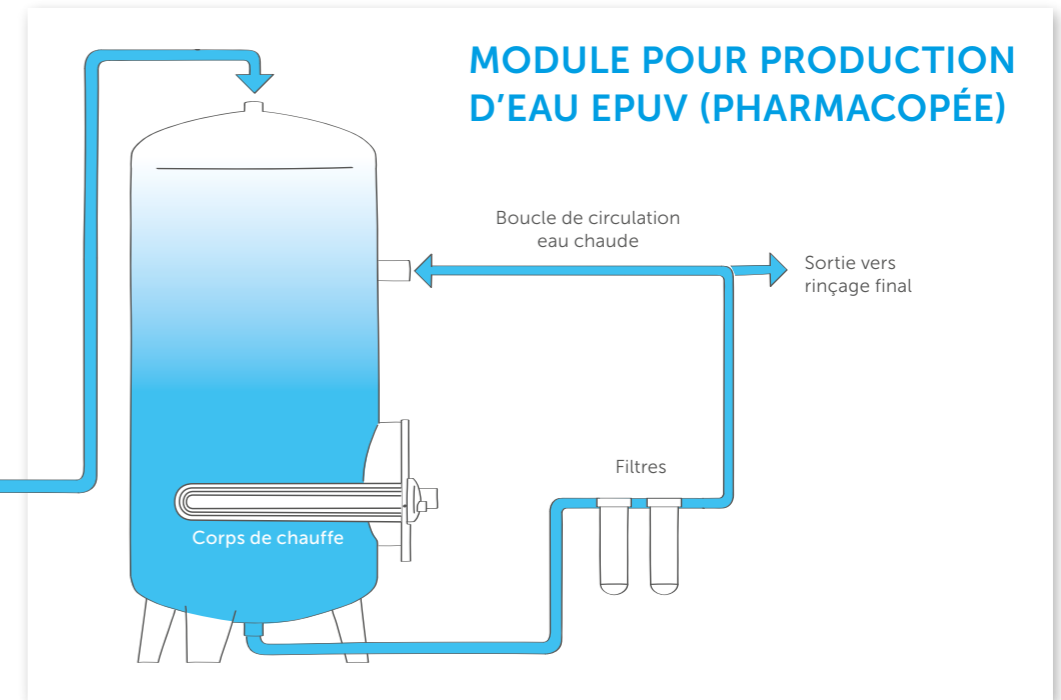 MODULE POUR PRODUCTION
D’EAU EPUV (PHARMACOPÉE)
Boucle de circulation
eau chaude
Sortie vers
rinçage final
Filtres
Corps de chauffe